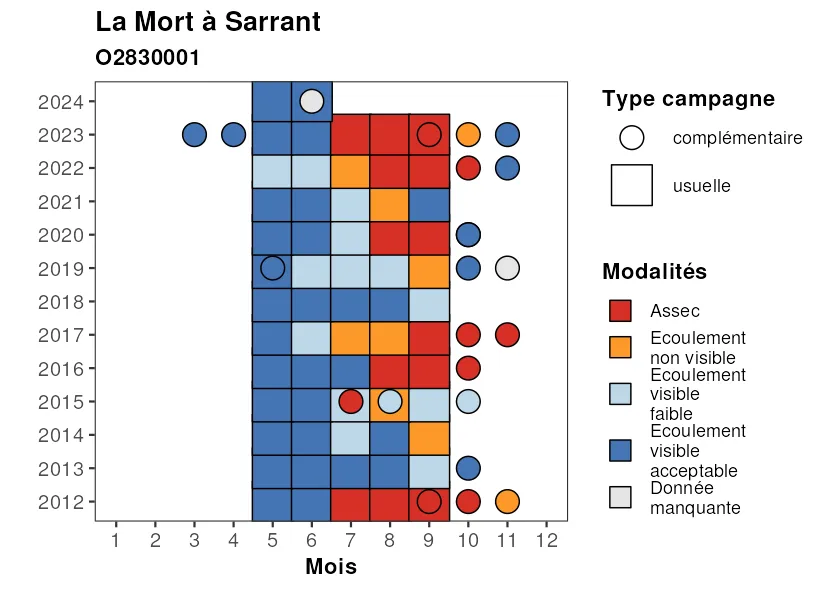 La Mort à Sarrant
O2830001
2024
2023
2022
2021
2020
2019
2018
2017
2016
2015
2014
2013
2012
1 2 3 4 5 6 7 8 9 10 11 12
Mois
Type campagne
complémentaire
usuelle
Modalités
Assec
Ecoulement
non visible
Ecoulement
visible
faible
Ecoulement
visible
acceptable
Donnée
manquante